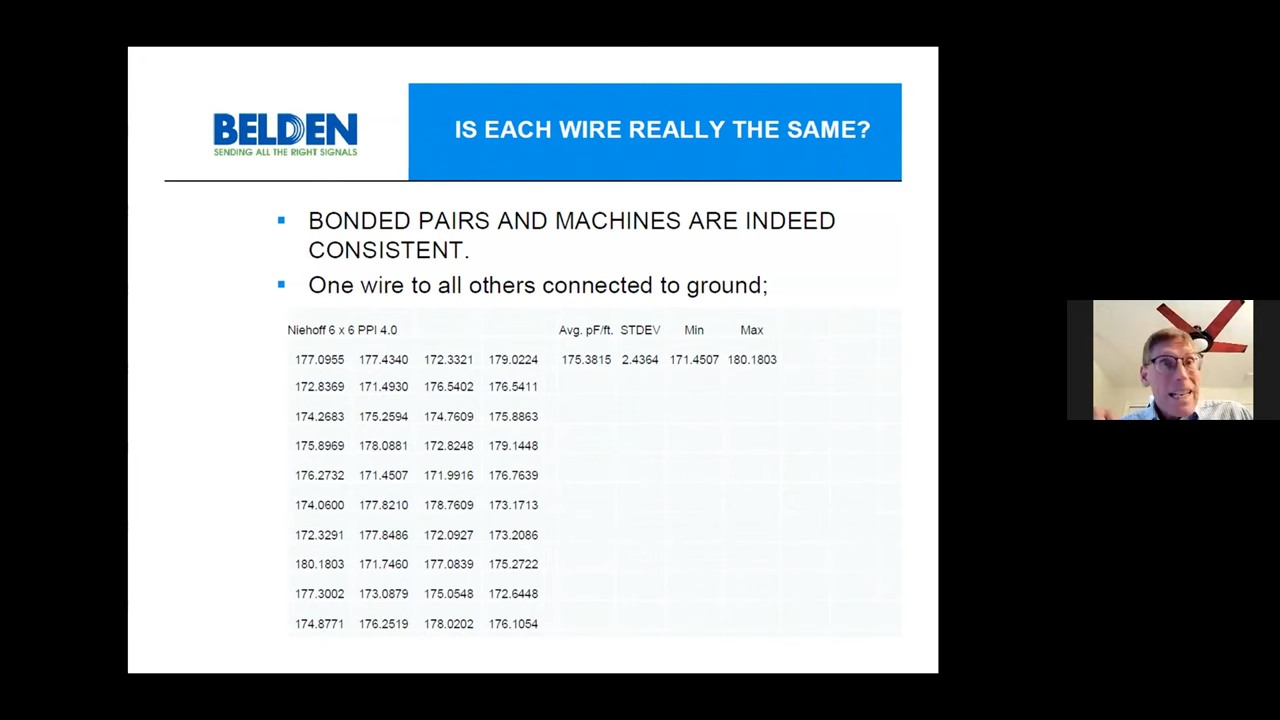 BELDEN
SENDING ALL THE RIGHT SIGNALS
IS EACH WIRE REALLY THE SAME?
BONDED PAIRS AND MACHINES ARE INDEED
CONSISTENT.
One wire to all others connected to ground;
Niehoff 6 x 6 PPI 4.0 Avg. pF/ft. STDEV Min Max
177.0955 177.4340 172.3321 179.0224 175.3815 2.4364 171.4507 180.1803
172.8369 171.4930 176.5402 176.5411
174.2683 175.2594 174.7609 175.8863
175.8969 178.0881 172.8248 179.1448
176.2732 171.4507 171.9916 176.7639
174.0600 177.8210 178.7609 173.1713
172.3291 177.8486 172.0927 173.2086
180.1803 171.7460 177.0839 175.2722
177.3002 173.0879 175.0548 172.6448
174.8771 176.2519 178.0202 176.1054